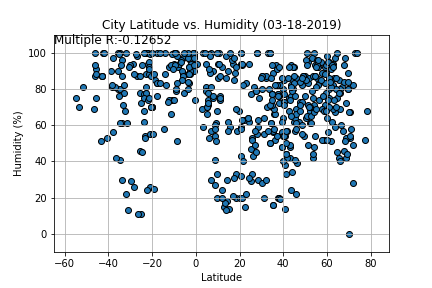 City Latitude vs. Humidity (03-18-2019)
Multiple R:-0.12652
100
80
60
40
20
0
Humidity (%)
−60 −40 −20 0 20 40 60 80
Latitude